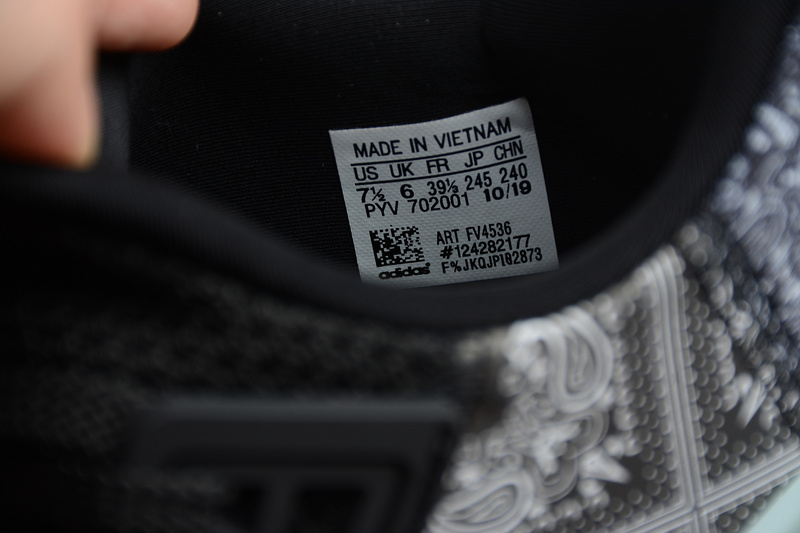 MADE IN VIETNAM
US UK FR JP CHN
7½ 6 39⅓ 245 240
PYV 702001 10/19
ART FV4536
#124282177
F%JKQJPI02873
adidas